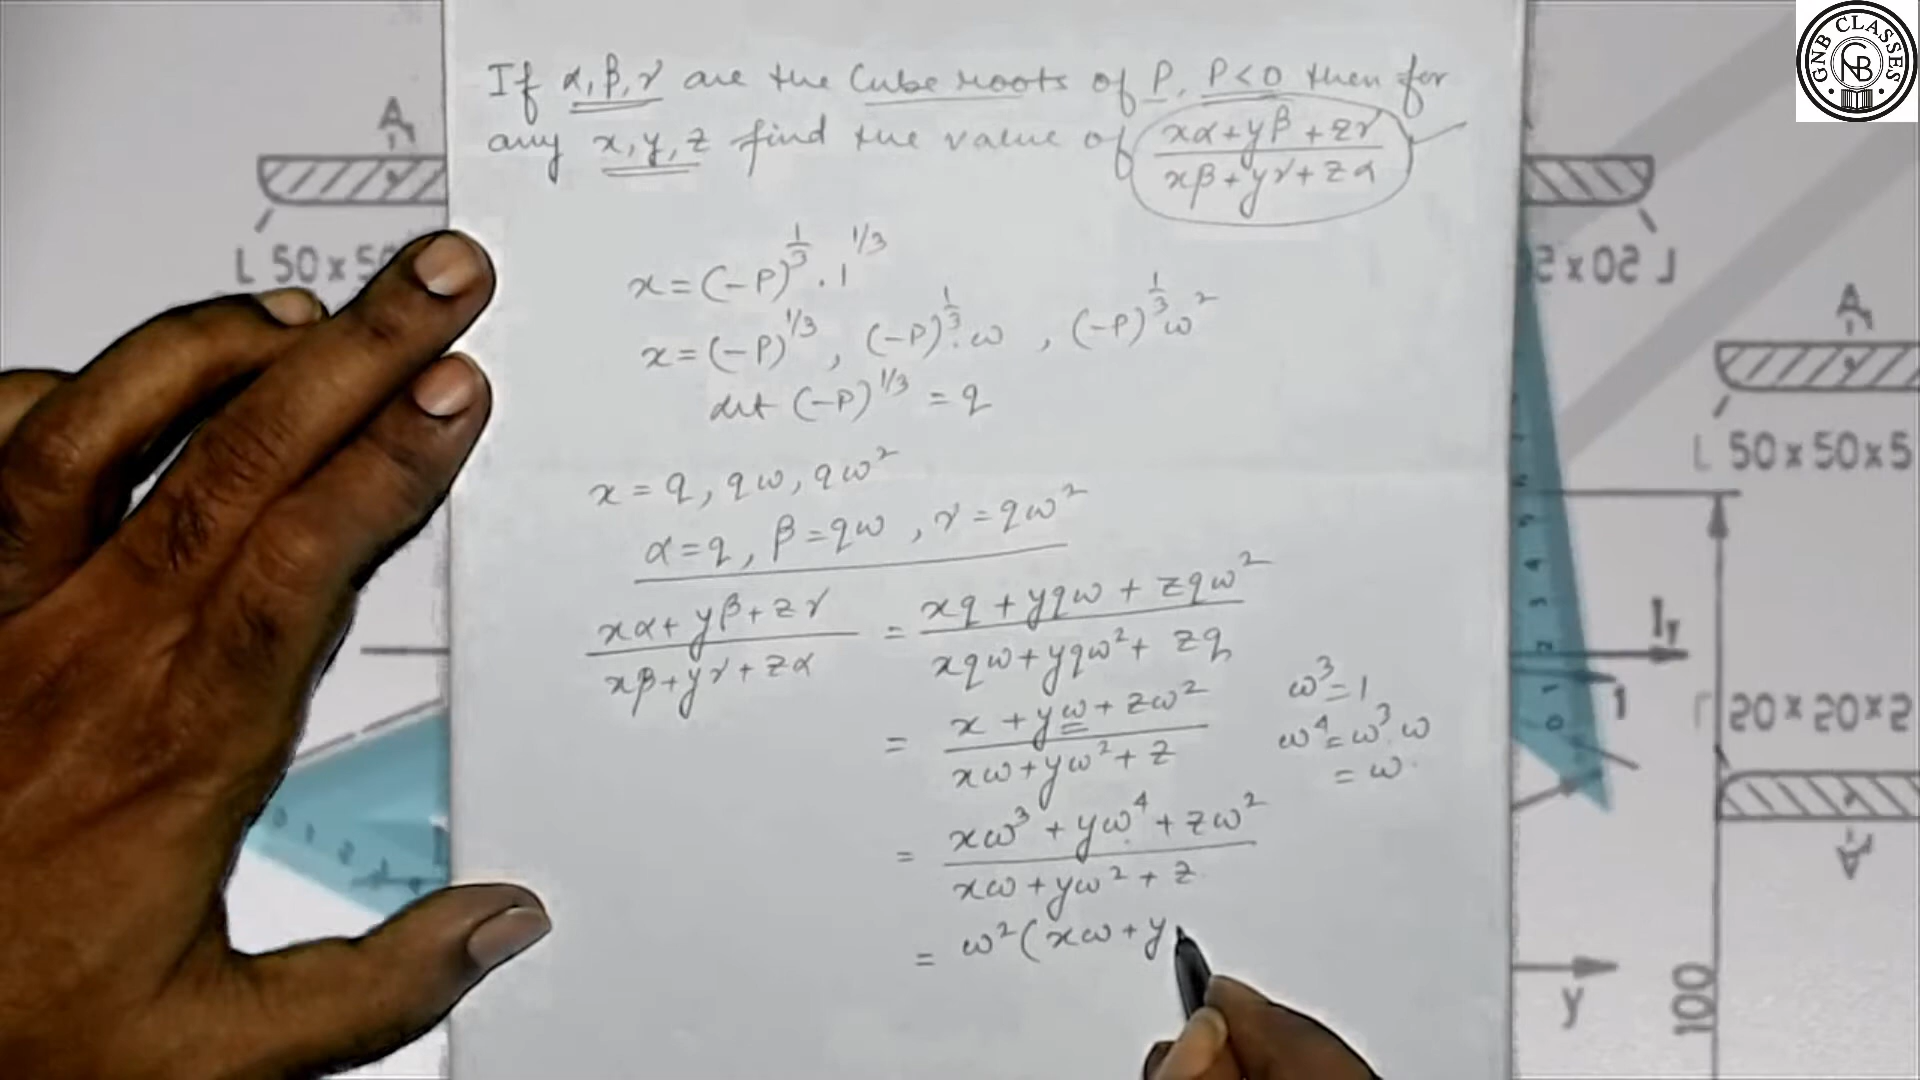 If α, β, γ are the Cube roots of P, P<0 then for
any x, y, z find the value of (xα+yβ+zγ)/(xβ+yγ+zα)
x = (-P)^(1/3) . 1^(1/3)
x = (-P)^(1/3) , (-P)^(1/3) . ω , (-P)^(1/3) ω²
let (-P)^(1/3) = q
x = q, qω, qω²
α = q, β = qω, γ = qω²
(xα+yβ+zγ)/(xβ+yγ+zα) = (xq + yqω + zqω²)/(xqω + yqω² + zq)
= (x + yω + zω²)/(xω + yω² + z)
ω³ = 1
ω⁴ = ω³.ω
= ω.
= (xω³ + yω⁴ + zω²)/(xω + yω² + z)
= ω²(xω + y
GNB CLASSES
GNB
A
L 50 x 50
L 50 x 5
A
L 50 x 50 x 5
20 x 20 x 2
A
y
100